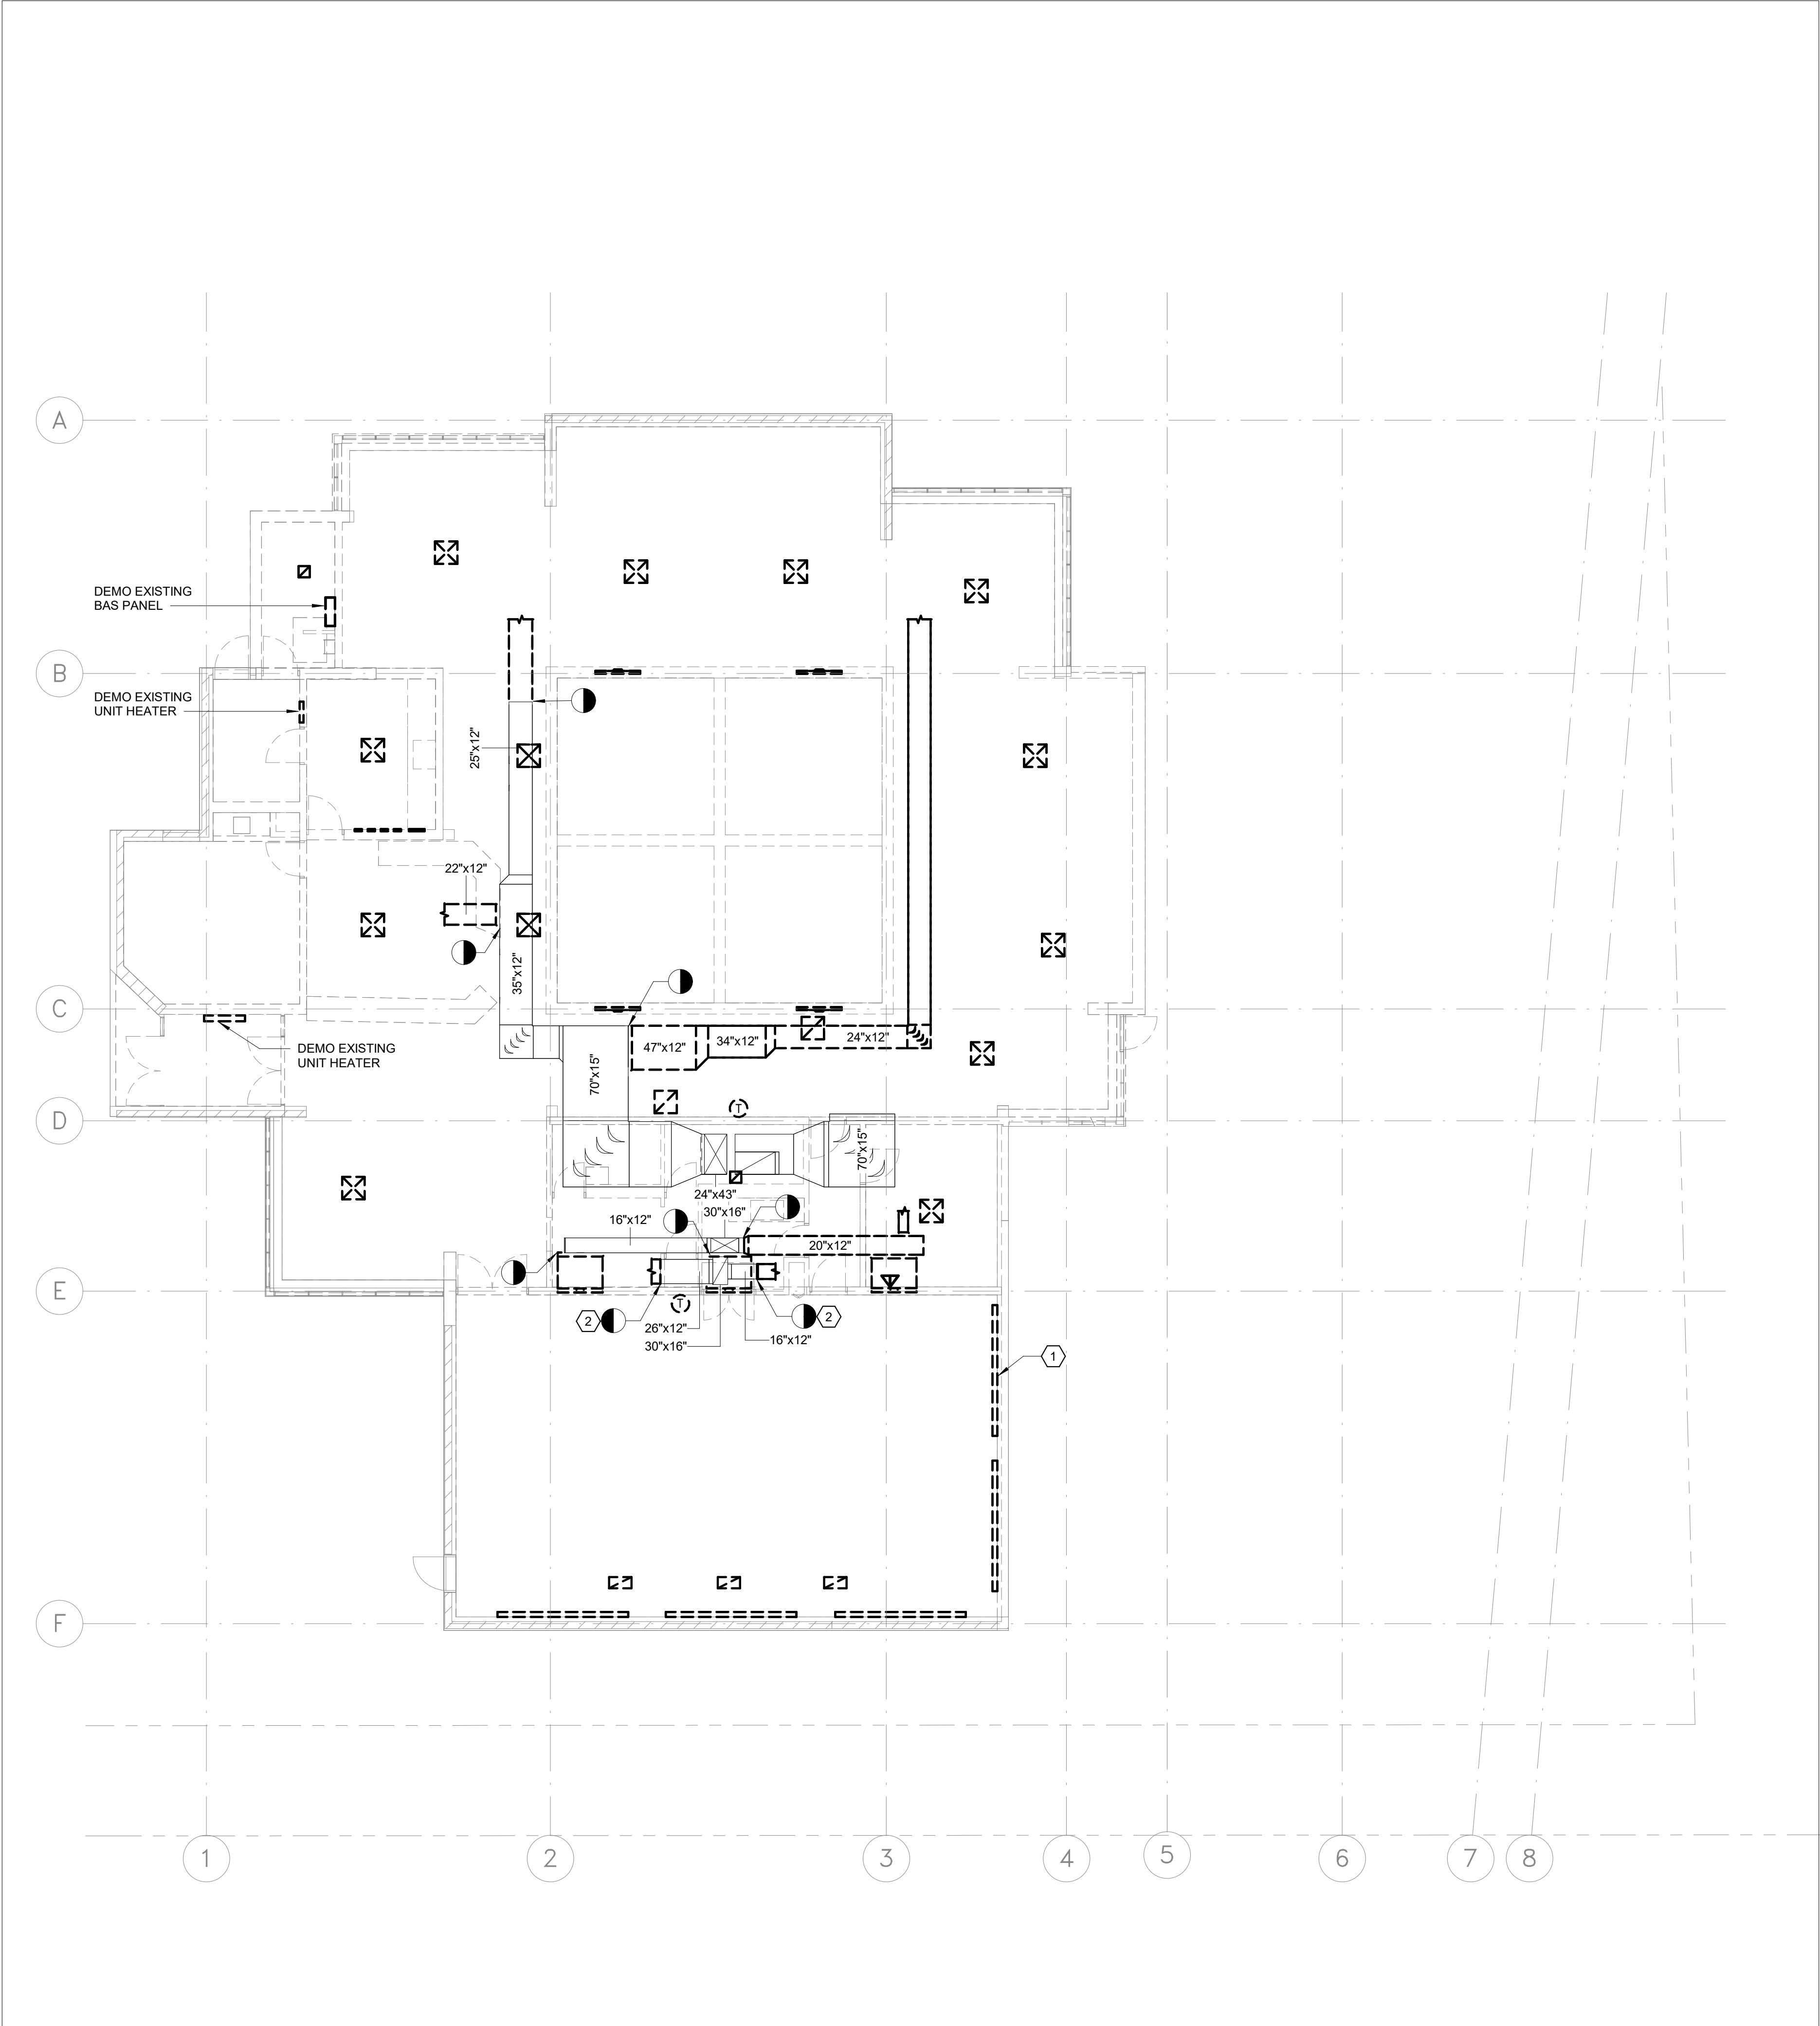 A
DEMO EXISTING
BAS PANEL
B
DEMO EXISTING
UNIT HEATER
25"x12"
22"x12"
35"x12"
C
DEMO EXISTING
UNIT HEATER
47"x12"
34"x12"
24"x12"
70"x15"
T
D
70"x15"
24"x43"
30"x16"
16"x12"
20"x12"
E
T
2
2
26"x12"
30"x16"
16"x12"
1
F
1
2
3
4
5
6
7
8